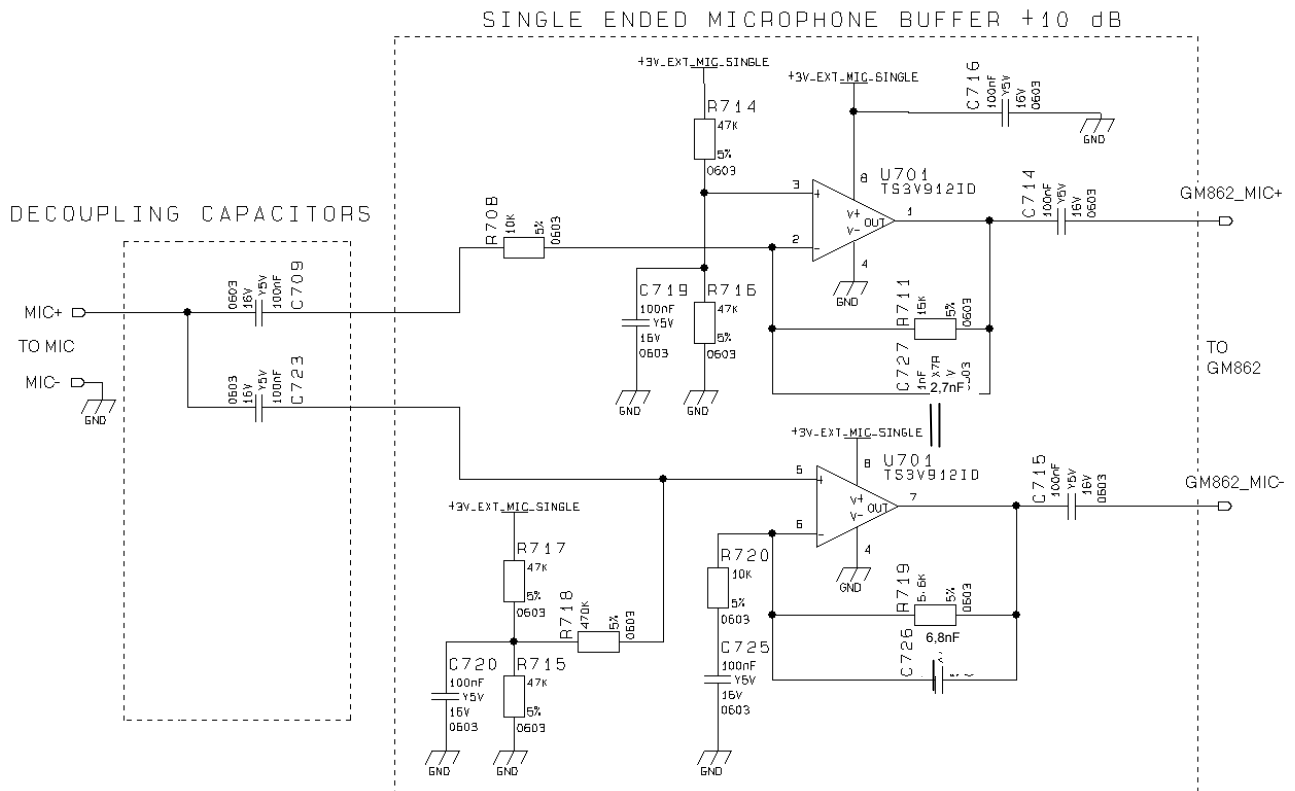 SINGLE ENDED MICROPHONE BUFFER +10 dB
+3V_EXT_MIC_SINGLE
+3V_EXT_MIC_SINGLE
C716
100nF
Y5V
16V
0603
GND
R714
47K
5%
0603
U701
TS3V912ID
3
2
8
1
4
V+
V-
OUT
GND
C714
100nF
Y5V
16V
0603
GM862_MIC+
DECOUPLING CAPACITORS
R708
10K
5%
0603
0603
16V
Y5V
100nF
C709
MIC+
TO MIC
MIC-
GND
0603
16V
Y5V
100nF
C723
C719
100nF
Y5V
16V
0603
GND
R716
47K
5%
0603
GND
R711
15K
5%
0603
C727
1nF
X7R
V
2,7nF
TO
GM862
+3V_EXT_MIC_SINGLE
U701
TS3V912ID
5
6
8
7
4
V+
V-
OUT
GND
C715
100nF
Y5V
16V
0603
GM862_MIC-
+3V_EXT_MIC_SINGLE
R717
47K
5%
0603
R718
470K
5%
0603
R720
10K
5%
0603
R719
5.6K
5%
0603
6,8nF
C726
C720
100nF
Y5V
16V
0603
GND
R715
47K
5%
0603
GND
C725
100nF
Y5V
16V
0603
GND